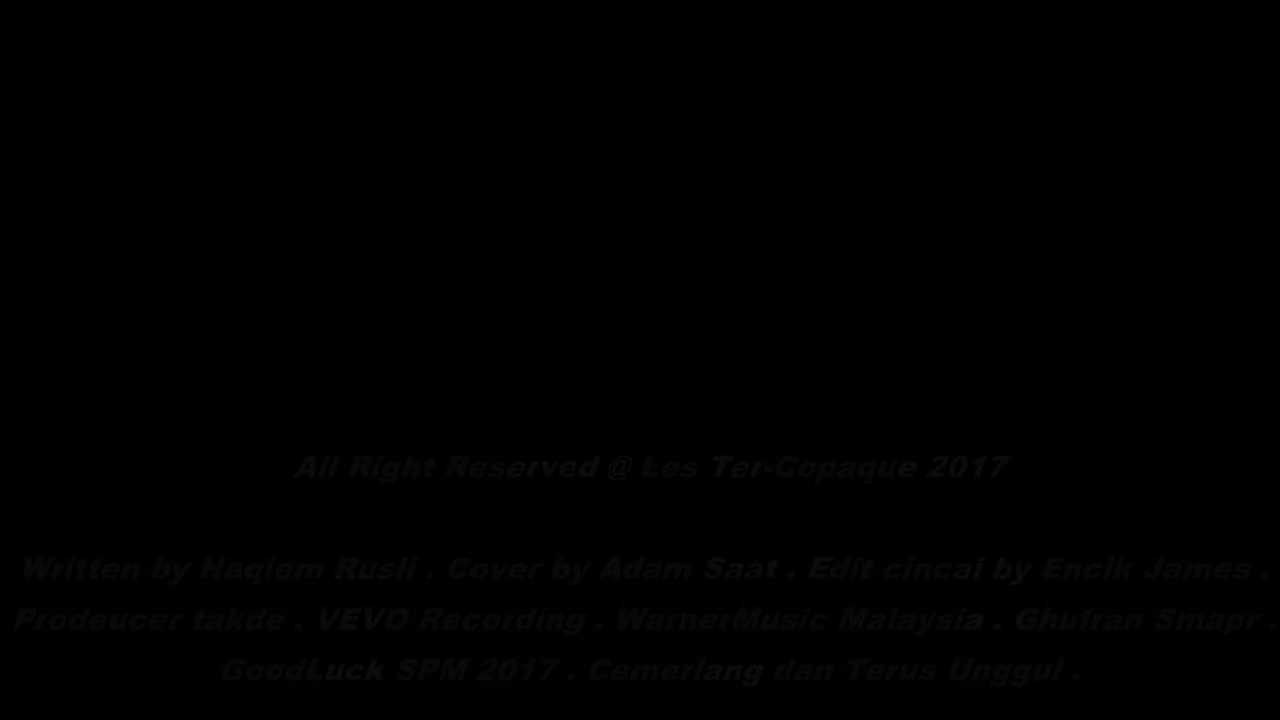 All Right Reserved @ Les Ter-Copaque 2017
Written by Haqiem Rusli . Cover by Adam Saat . Edit cincai by Encik James .
Prodeucer takde . VEVO Recording . WarnerMusic Malaysia . Ghufran Smapr .
GoodLuck SPM 2017 . Cemerlang dan Terus Unggul .